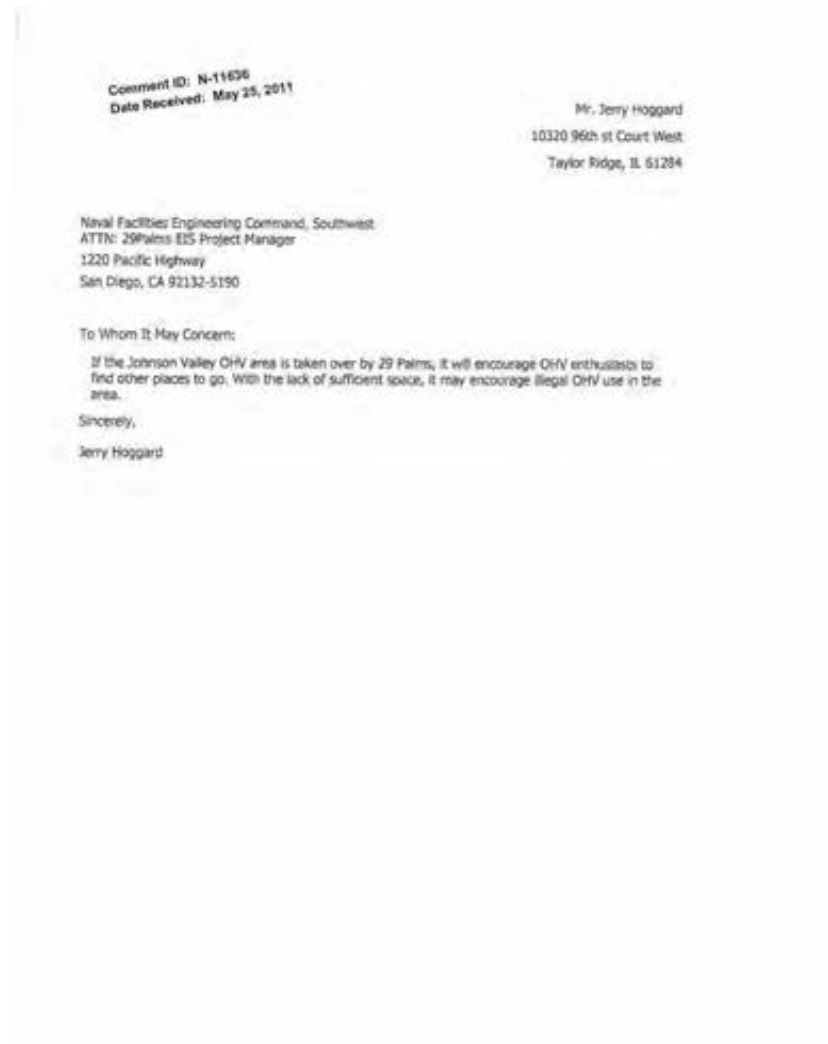 Comment ID: N-11636
Date Received: May 25, 2011
Mr. Jerry Hoggard
10320 96th st Court West
Taylor Ridge, IL 61284
Naval Facilities Engineering Command, Southwest
ATTN: 29Palms EIS Project Manager
1220 Pacific Highway
San Diego, CA 92132-5190
To Whom It May Concern:
If the Johnson Valley OHV area is taken over by 29 Palms, it will encourage OHV enthusiasts to
find other places to go. With the lack of sufficient space, it may encourage illegal OHV use in the
area.
Sincerely,
Jerry Hoggard